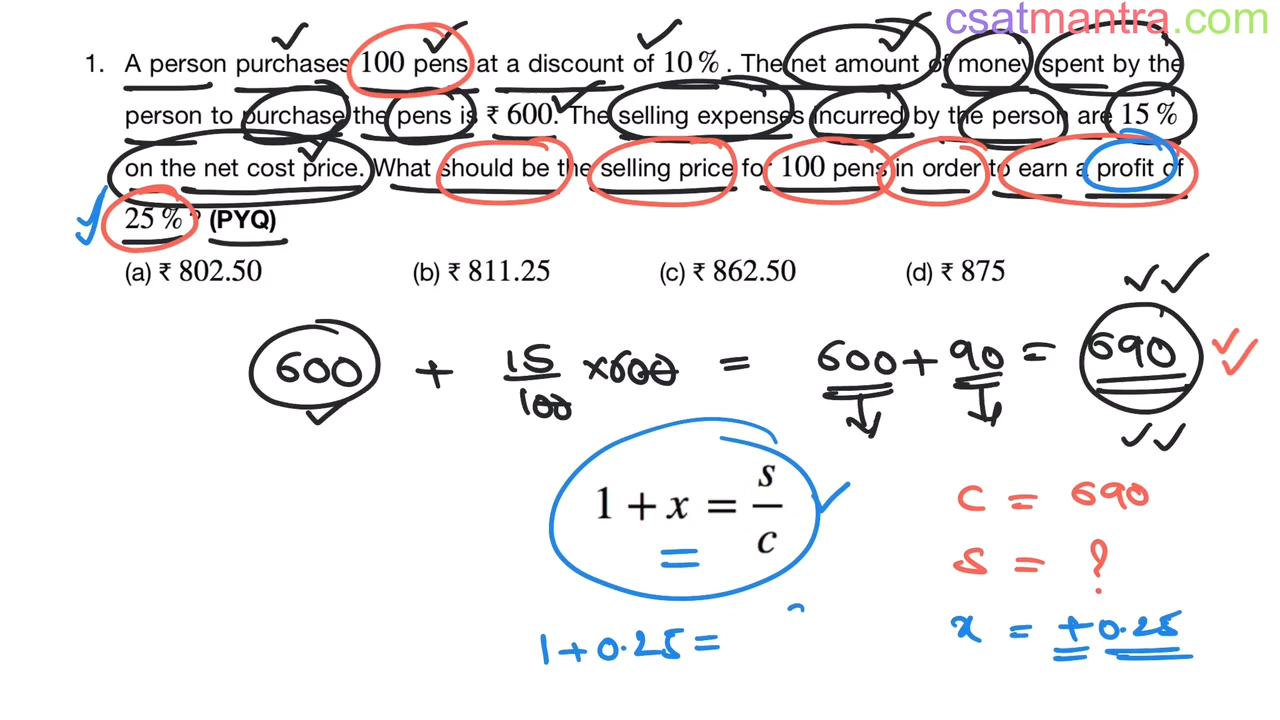 csatmantra.com
1. A person purchases 100 pens at a discount of 10 % . The net amount of money spent by the
person to purchase the pens is ₹ 600. The selling expenses incurred by the person are 15 %
on the net cost price. What should be the selling price for 100 pens in order to earn a profit of
25 % ? (PYQ)
(a) ₹ 802.50 (b) ₹ 811.25 (c) ₹ 862.50 (d) ₹ 875
600 + 15/100 × 600 = 600 + 90 = 690
1 + x = s/c
c = 690
s = ?
x = +0.25
1 + 0.25 =